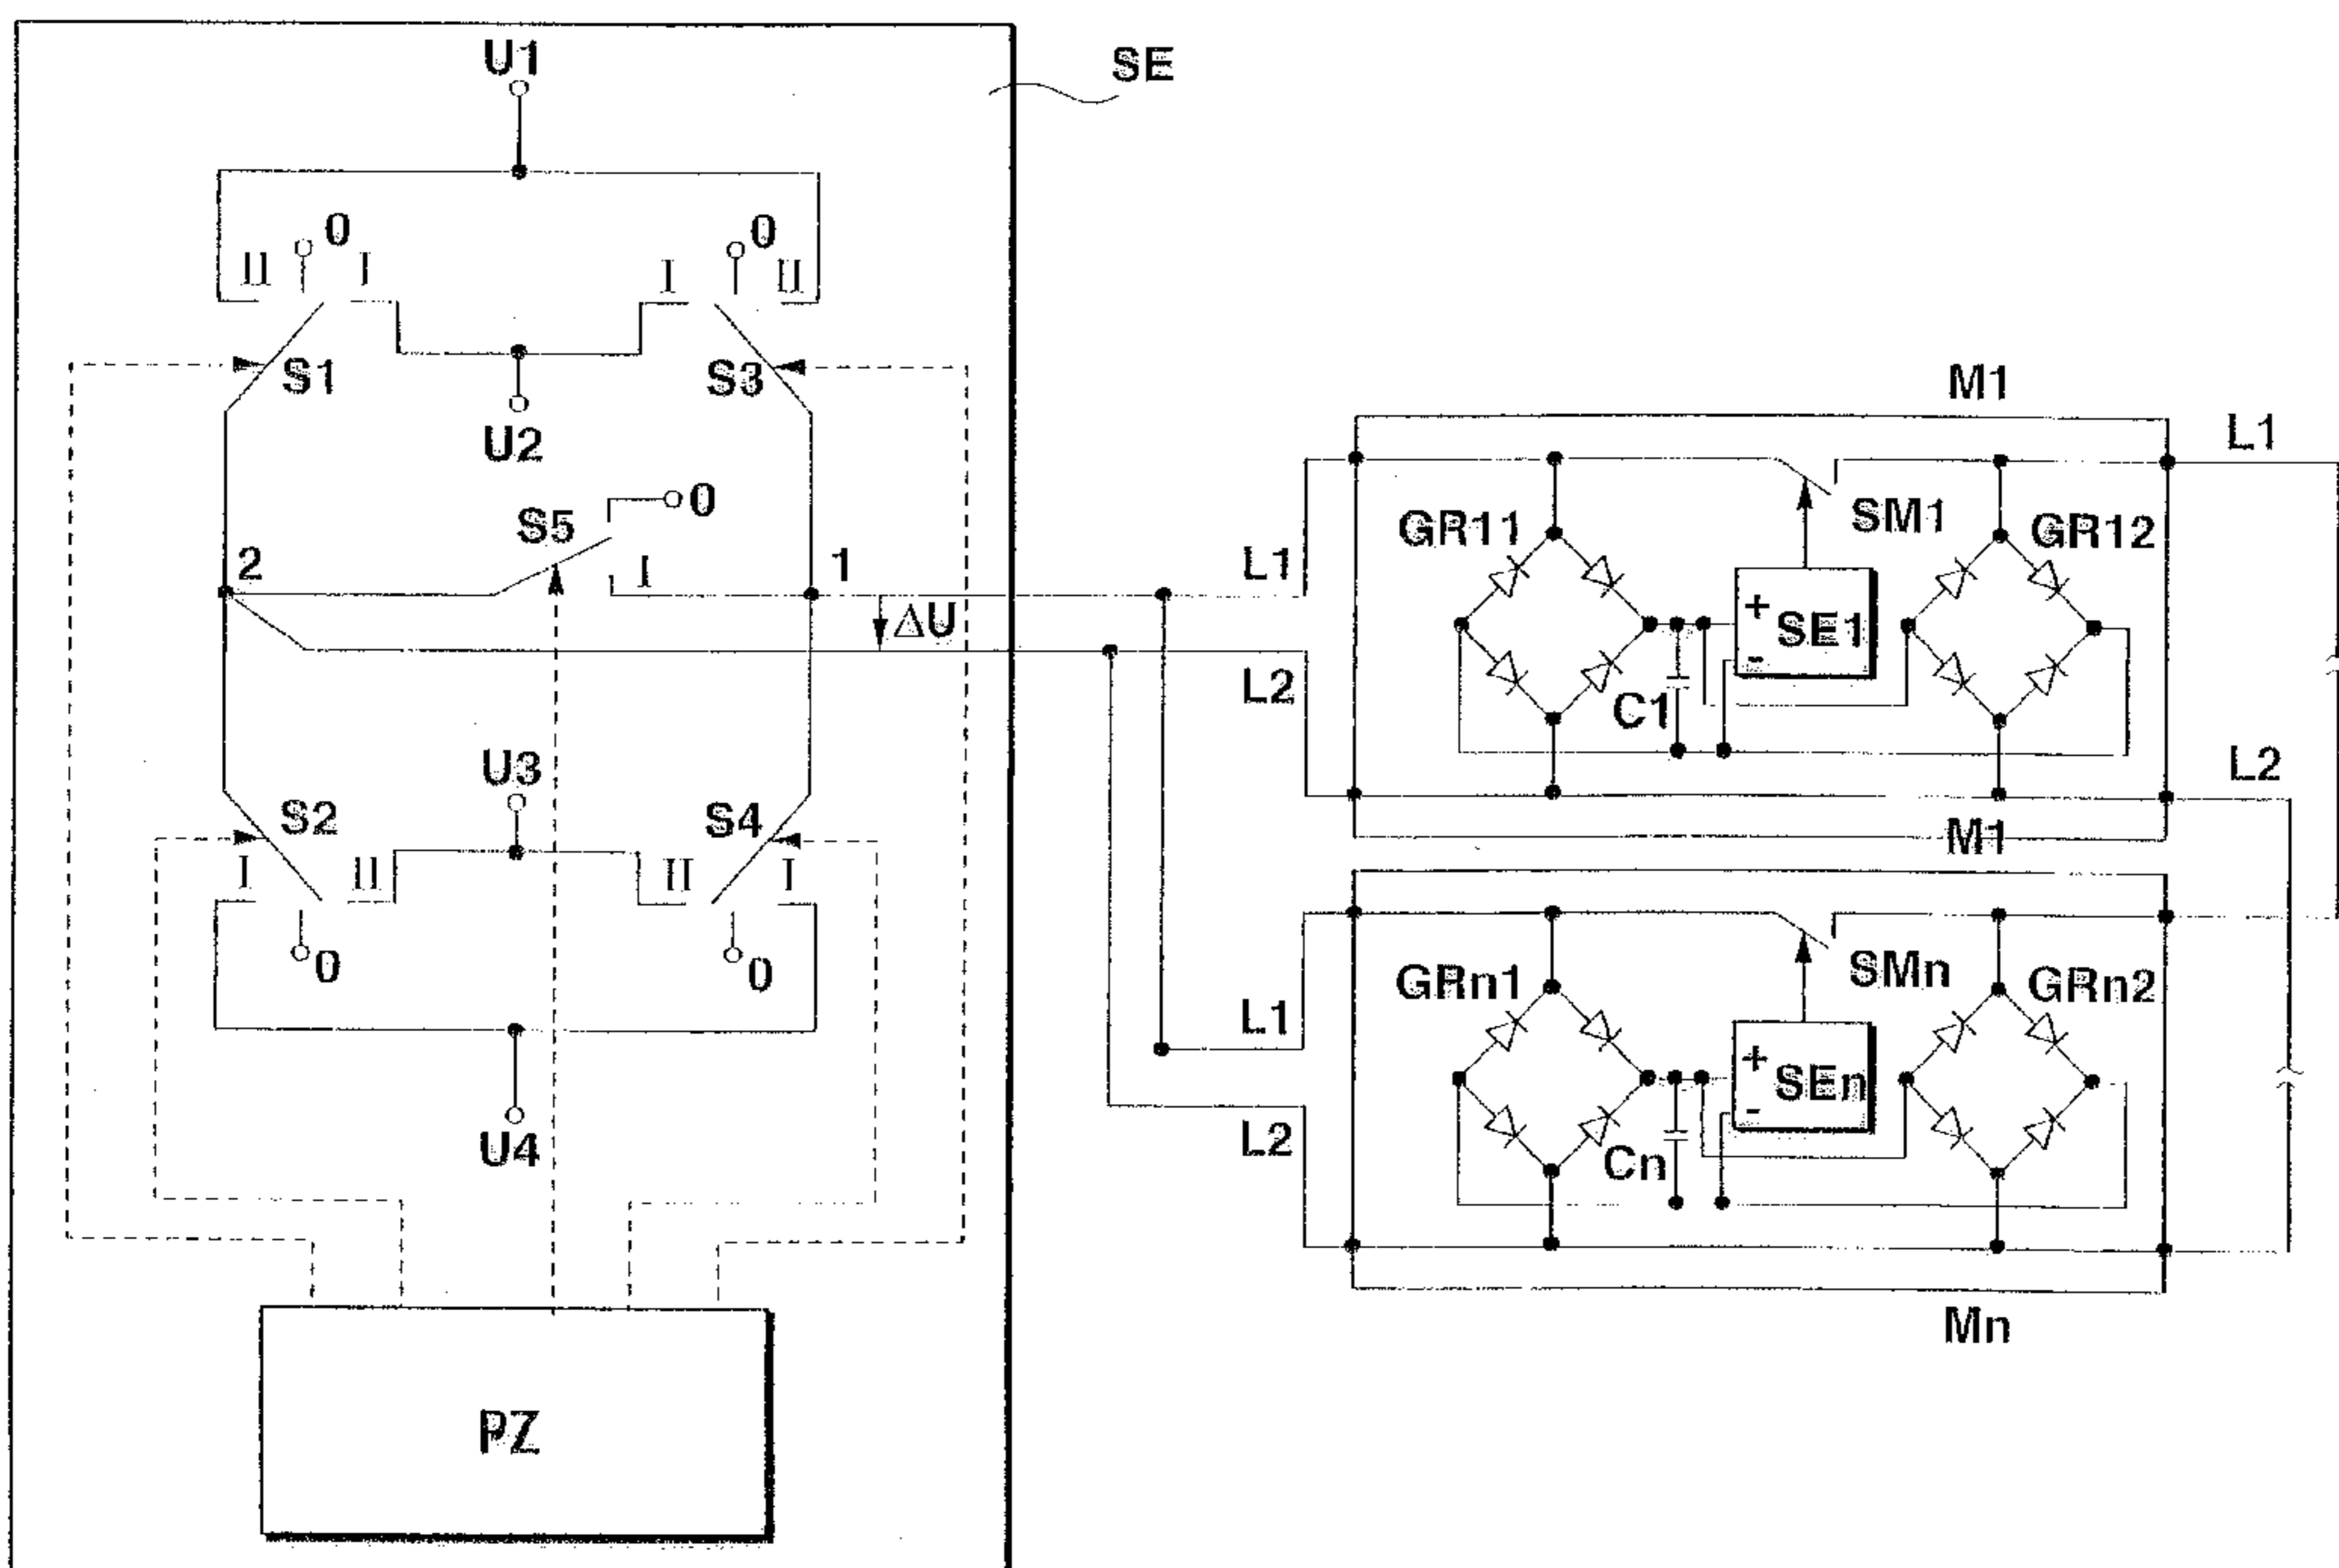 U1
SE
0
0
II
I
I
II
S1
S3
U2
M1
L1
S5
0
I
2
1
ΔU
L1
L2
GR11
SM1
GR12
+
SE1
-
C1
L2
M1
U3
S2
S4
I
II
II
I
0
0
U4
L1
L2
GRn1
SMn
GRn2
+
SEn
-
Cn
Mn
PZ